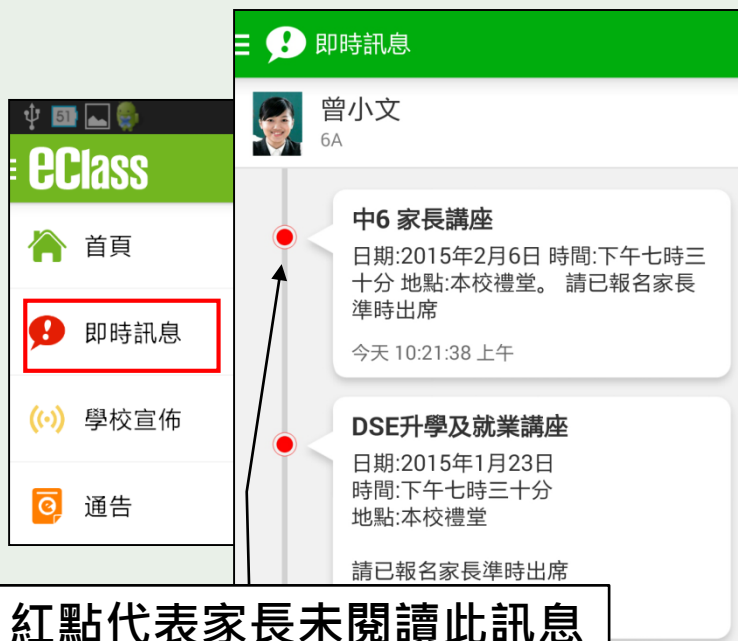 51
eClass
首頁
即時訊息
學校宣佈
通告
即時訊息
曾小文
6A
中6 家長講座
日期:2015年2月6日 時間:下午七時三
十分 地點:本校禮堂。 請已報名家長
準時出席
今天 10:21:38 上午
DSE升學及就業講座
日期:2015年1月23日
時間:下午七時三十分
地點:本校禮堂
請已報名家長準時出席
紅點代表家長未閱讀此訊息